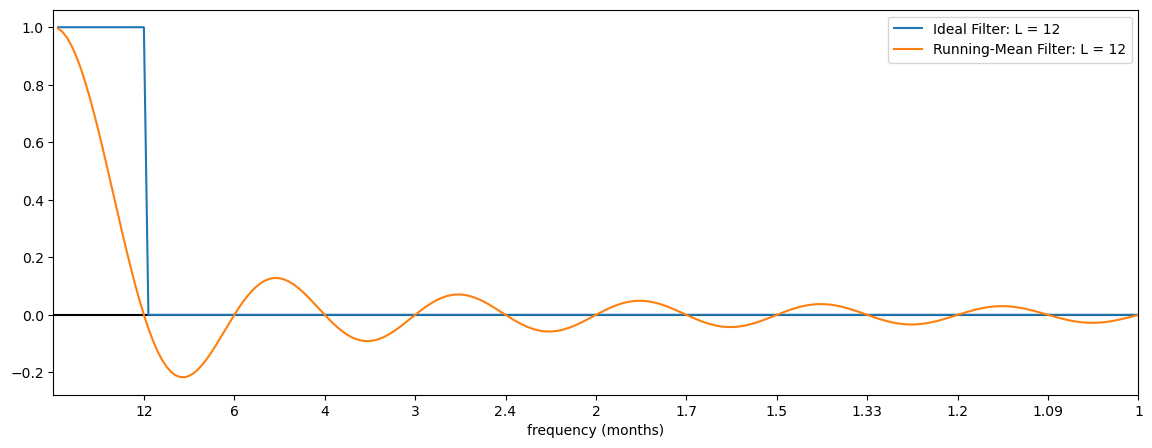 Ideal Filter: L = 12
Running-Mean Filter: L = 12
1.0
0.8
0.6
0.4
0.2
0.0
−0.2
12 6 4 3 2.4 2 1.7 1.5 1.33 1.2 1.09 1
frequency (months)